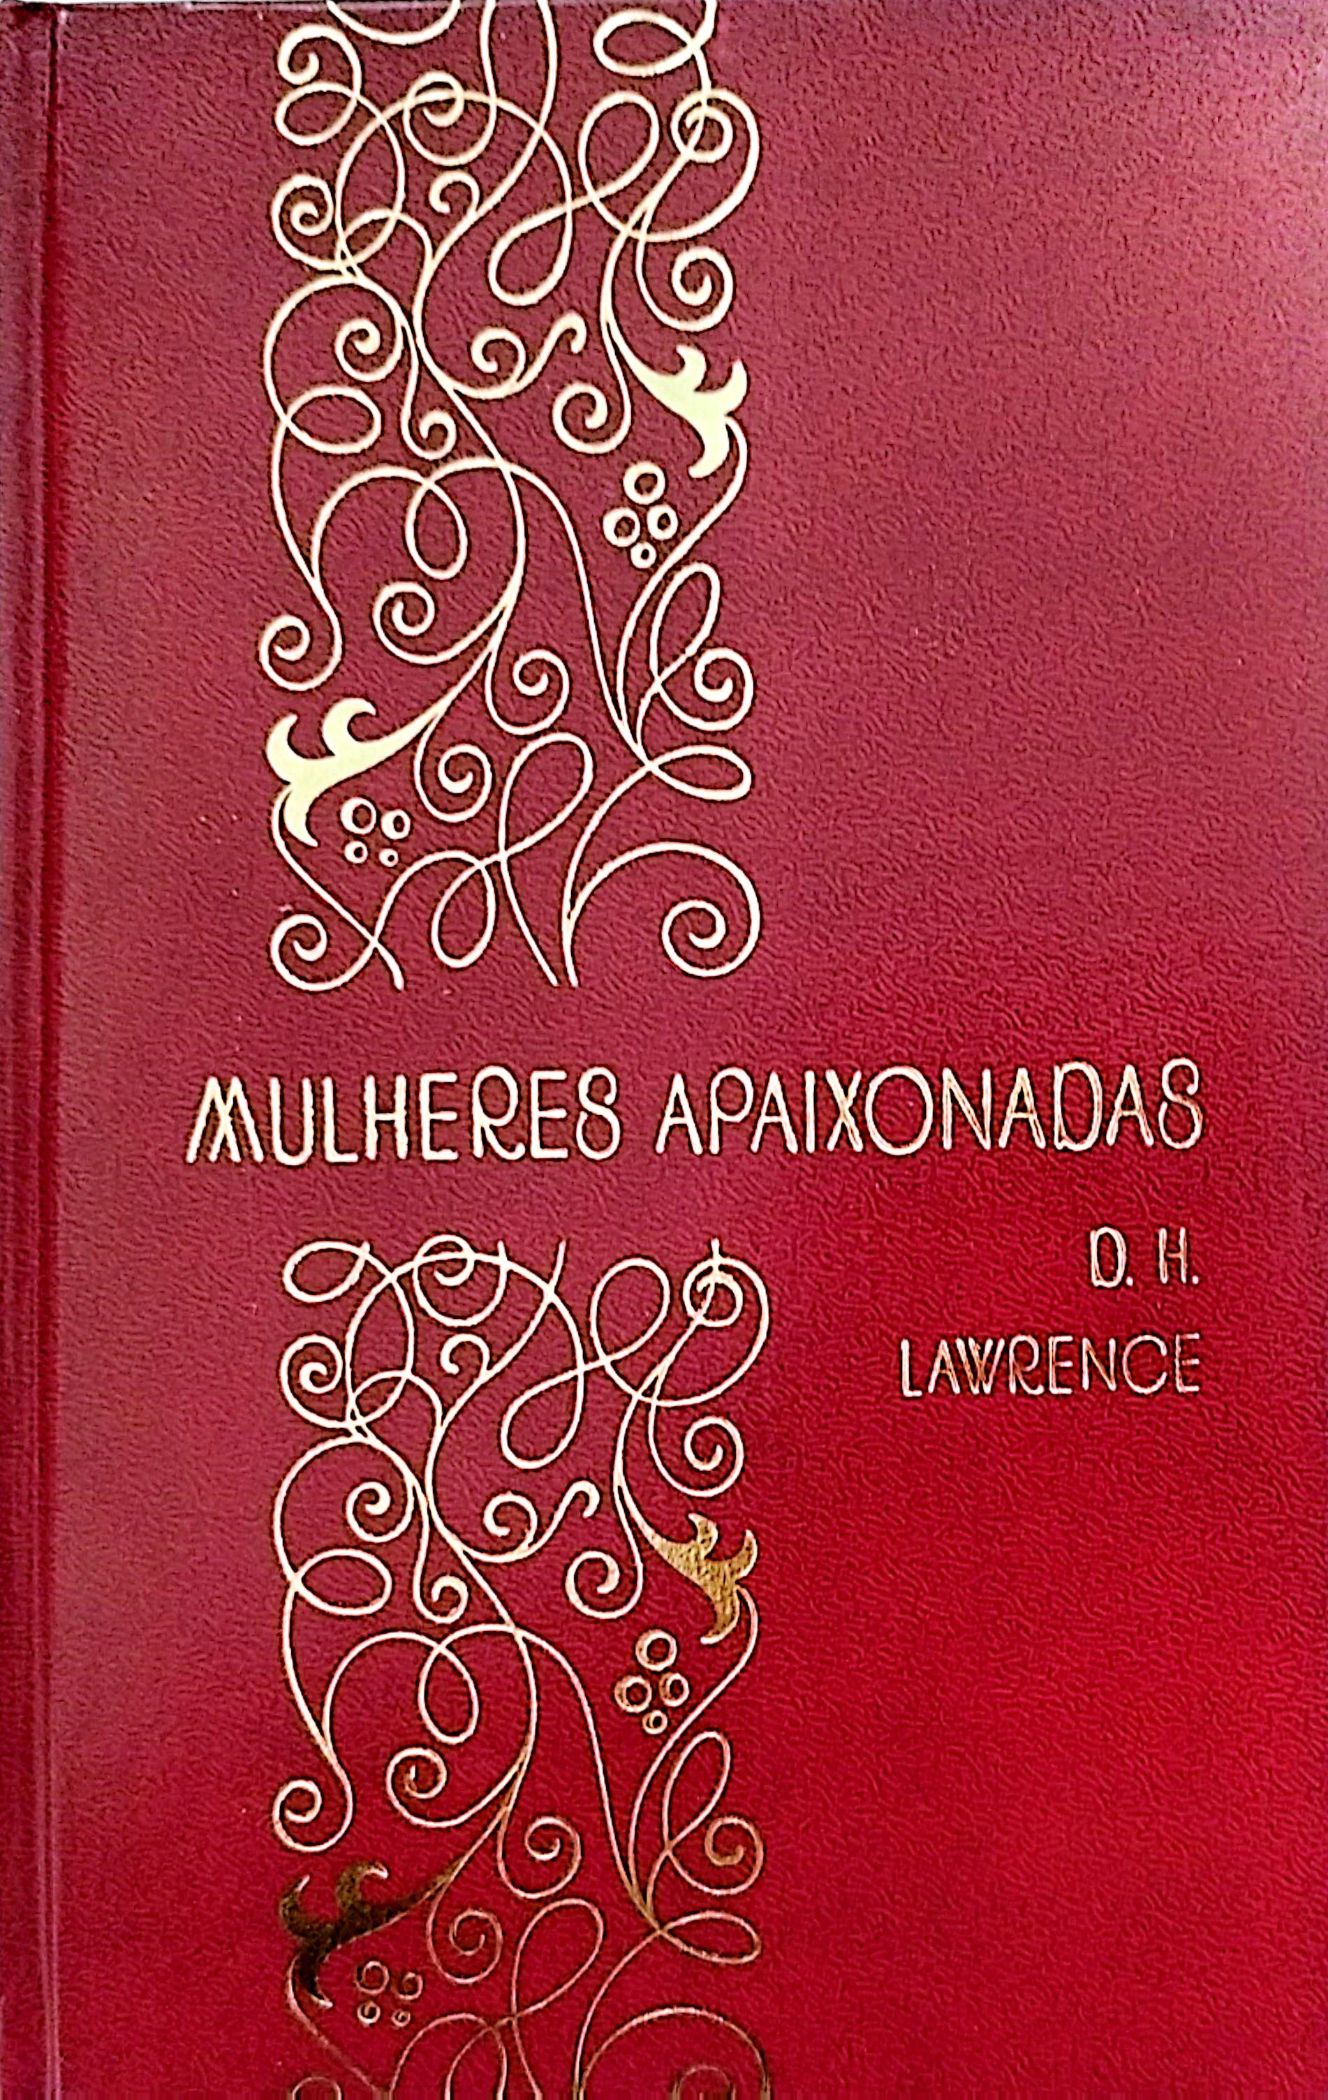 MULHERES APAIXONADAS
D. H.
LAWRENCE